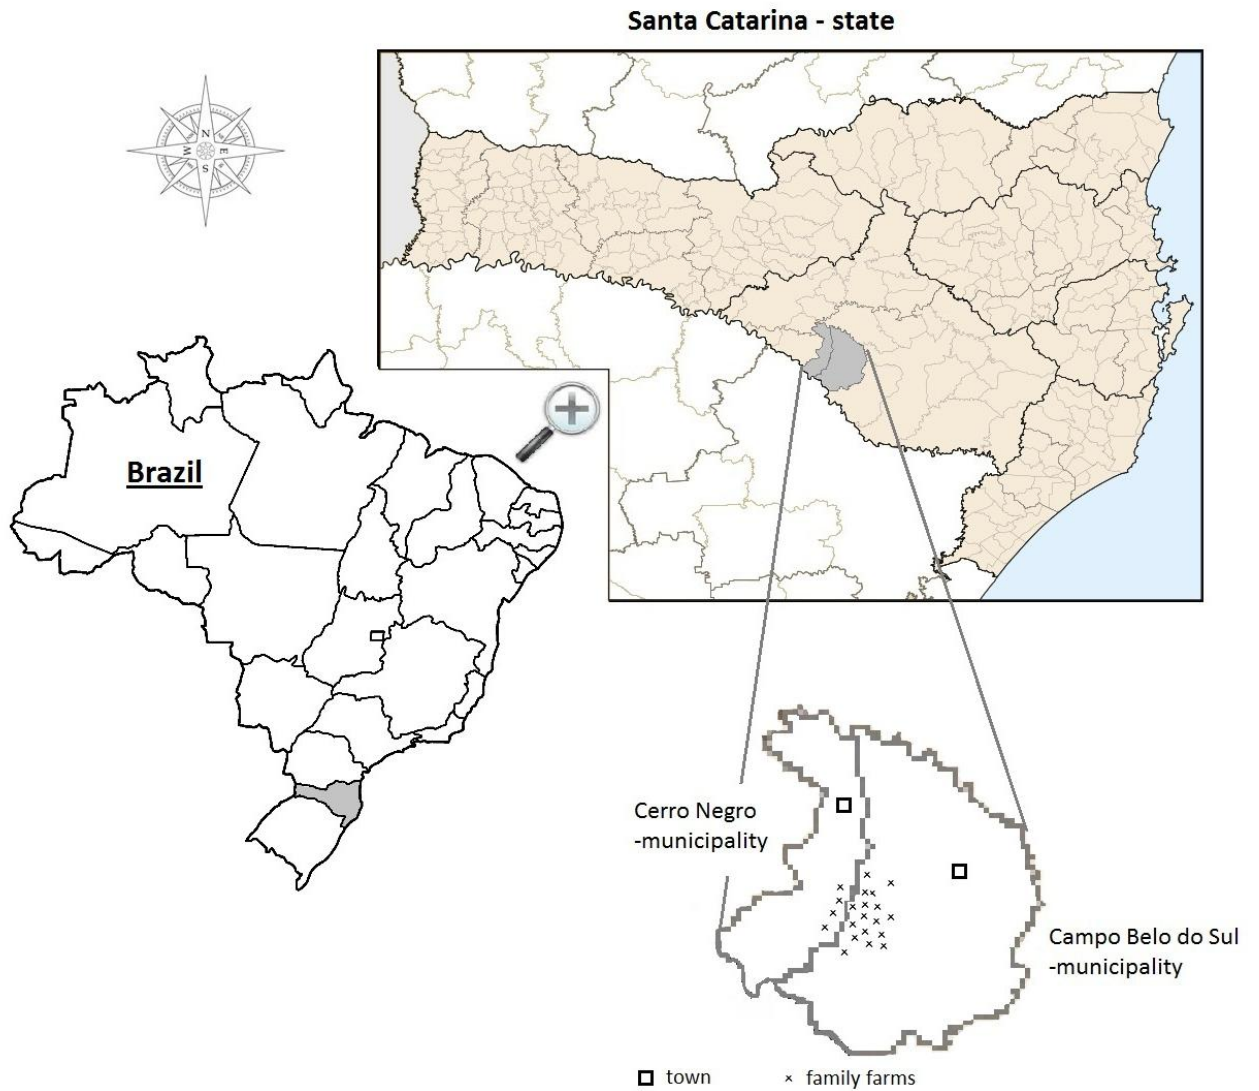 Santa Catarina - state
N
W E
S
Brazil
Cerro Negro
-municipality
Campo Belo do Sul
-municipality
town
family farms